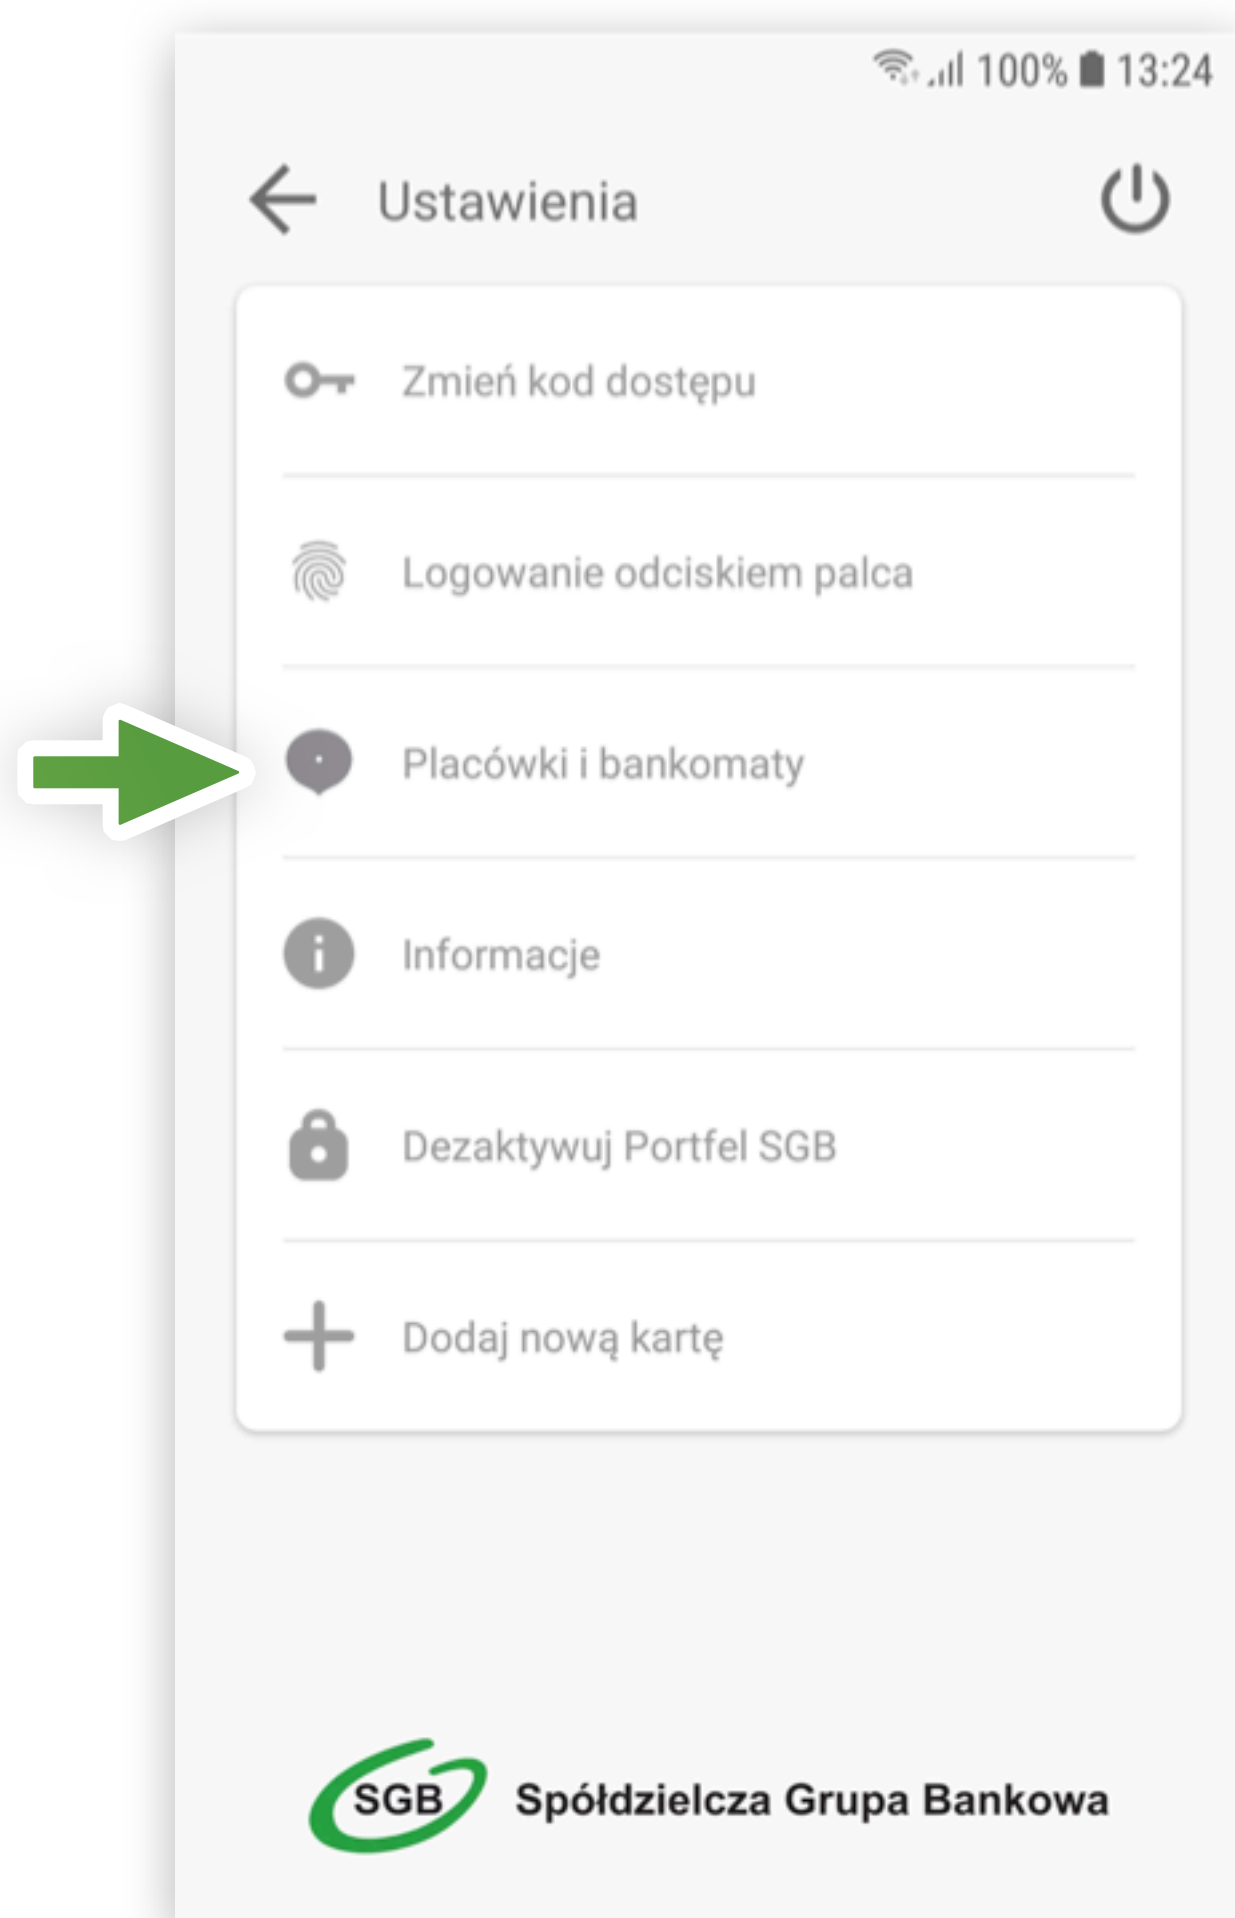 100% 13:24
Ustawienia
Zmień kod dostępu
Logowanie odciskiem palca
Placówki i bankomaty
Informacje
Dezaktywuj Portfel SGB
Dodaj nową kartę
SGB Spółdzielcza Grupa Bankowa